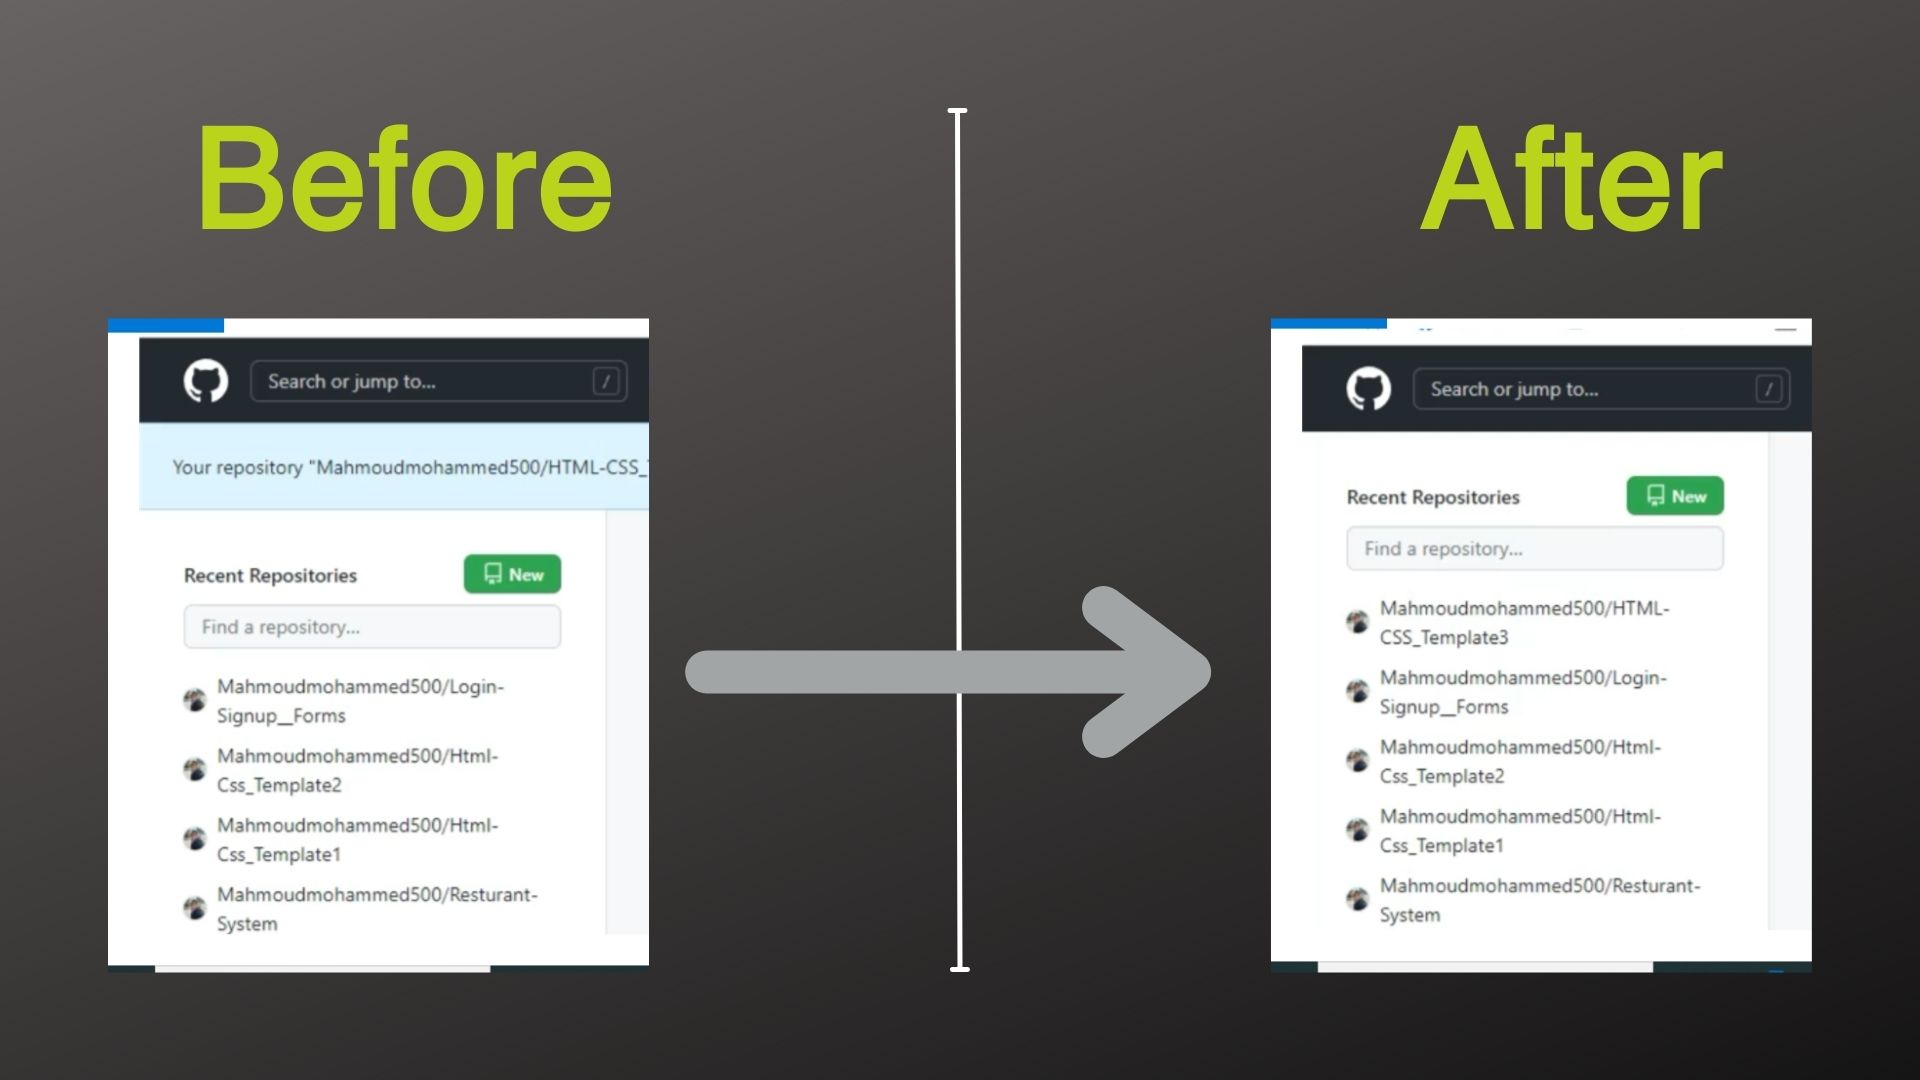 Before
Search or jump to... /
Your repository "Mahmoudmohammed500/HTML-CSS_
Recent Repositories New
Find a repository...
Mahmoudmohammed500/Login-
Signup__Forms
Mahmoudmohammed500/Html-
Css_Template2
Mahmoudmohammed500/Html-
Css_Template1
Mahmoudmohammed500/Resturant-
System
After
Search or jump to... /
Recent Repositories New
Find a repository...
Mahmoudmohammed500/HTML-
CSS_Template3
Mahmoudmohammed500/Login-
Signup__Forms
Mahmoudmohammed500/Html-
Css_Template2
Mahmoudmohammed500/Html-
Css_Template1
Mahmoudmohammed500/Resturant-
System